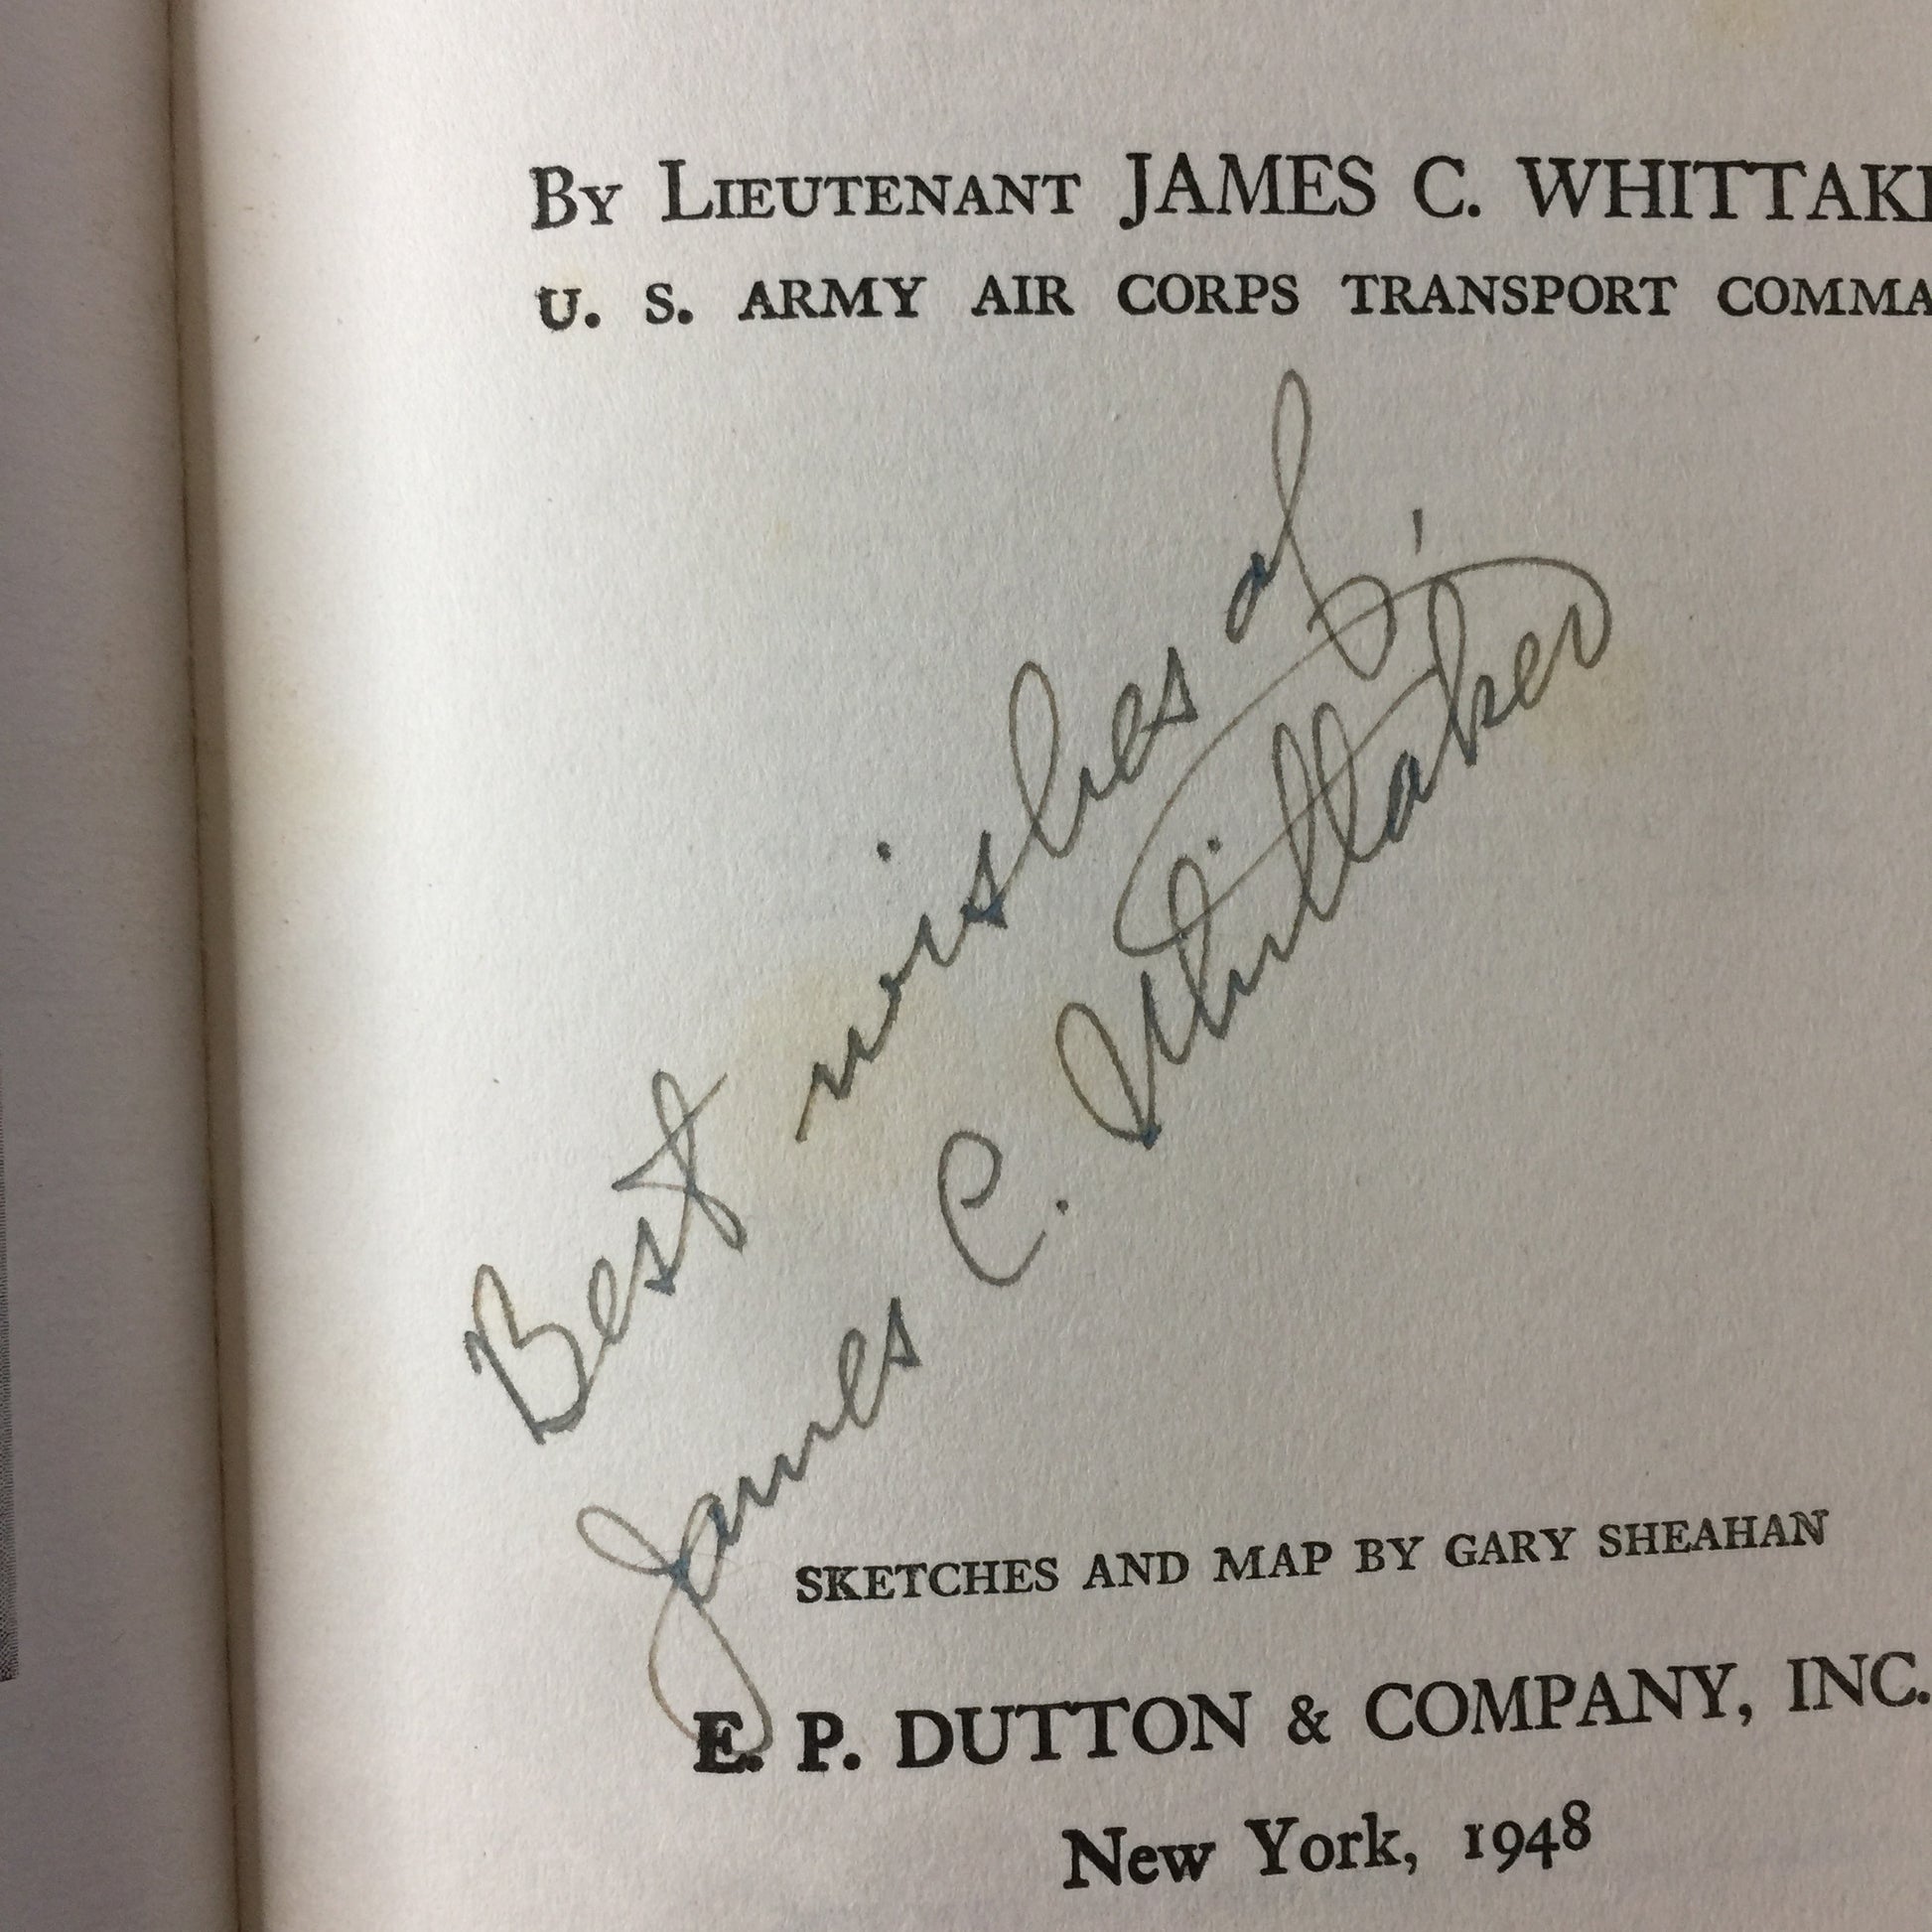 By Lieutenant JAMES C. WHITTAKE
U. S. ARMY AIR CORPS TRANSPORT COMMA
Best wishes of,
James C. Whittaker
SKETCHES AND MAP BY GARY SHEAHAN
E. P. DUTTON & COMPANY, INC.
New York, 1948